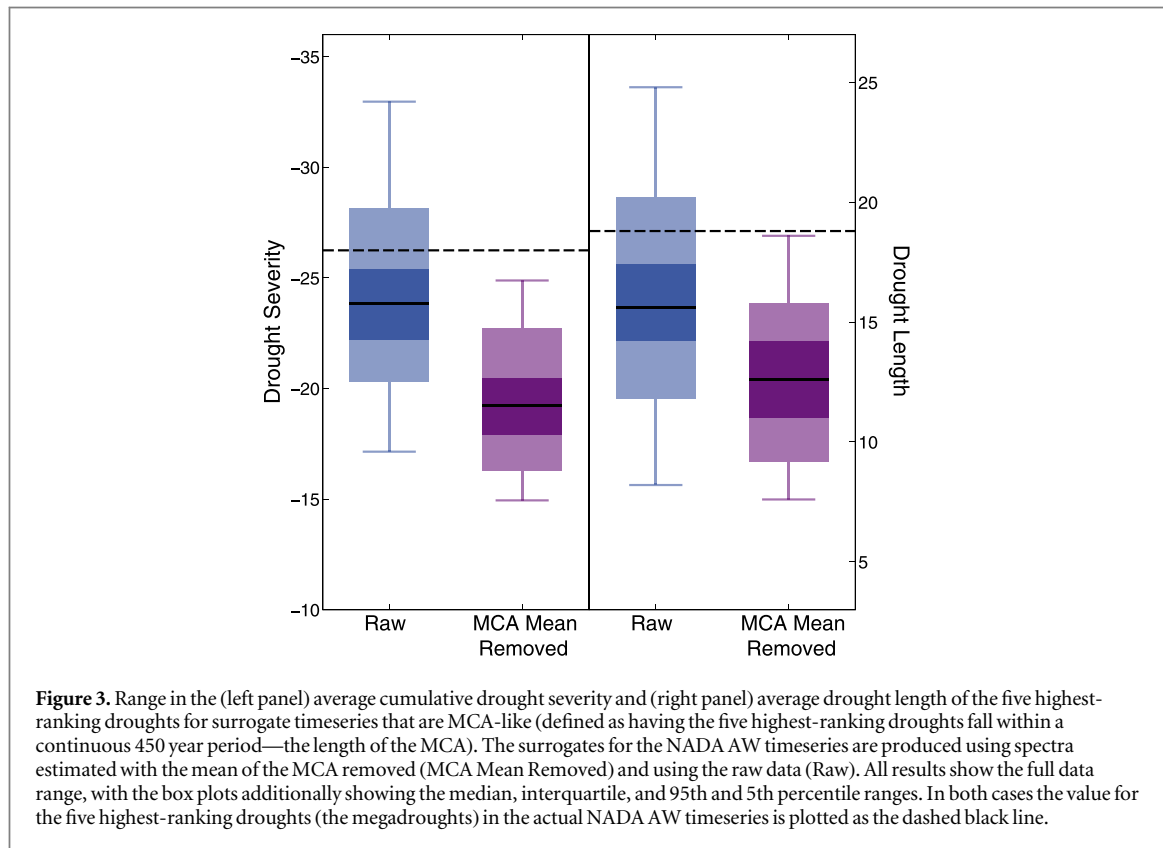 −35
−30
−25
−20
−15
−10
Drought Severity
25
20
15
10
5
Drought Length
Raw
MCA Mean
Removed
Raw
MCA Mean
Removed
Figure 3. Range in the (left panel) average cumulative drought severity and (right panel) average drought length of the five highest-
ranking droughts for surrogate timeseries that are MCA-like (defined as having the five highest-ranking droughts fall within a
continuous 450 year period—the length of the MCA). The surrogates for the NADA AW timeseries are produced using spectra
estimated with the mean of the MCA removed (MCA Mean Removed) and using the raw data (Raw). All results show the full data
range, with the box plots additionally showing the median, interquartile, and 95th and 5th percentile ranges. In both cases the value for
the five highest-ranking droughts (the megadroughts) in the actual NADA AW timeseries is plotted as the dashed black line.